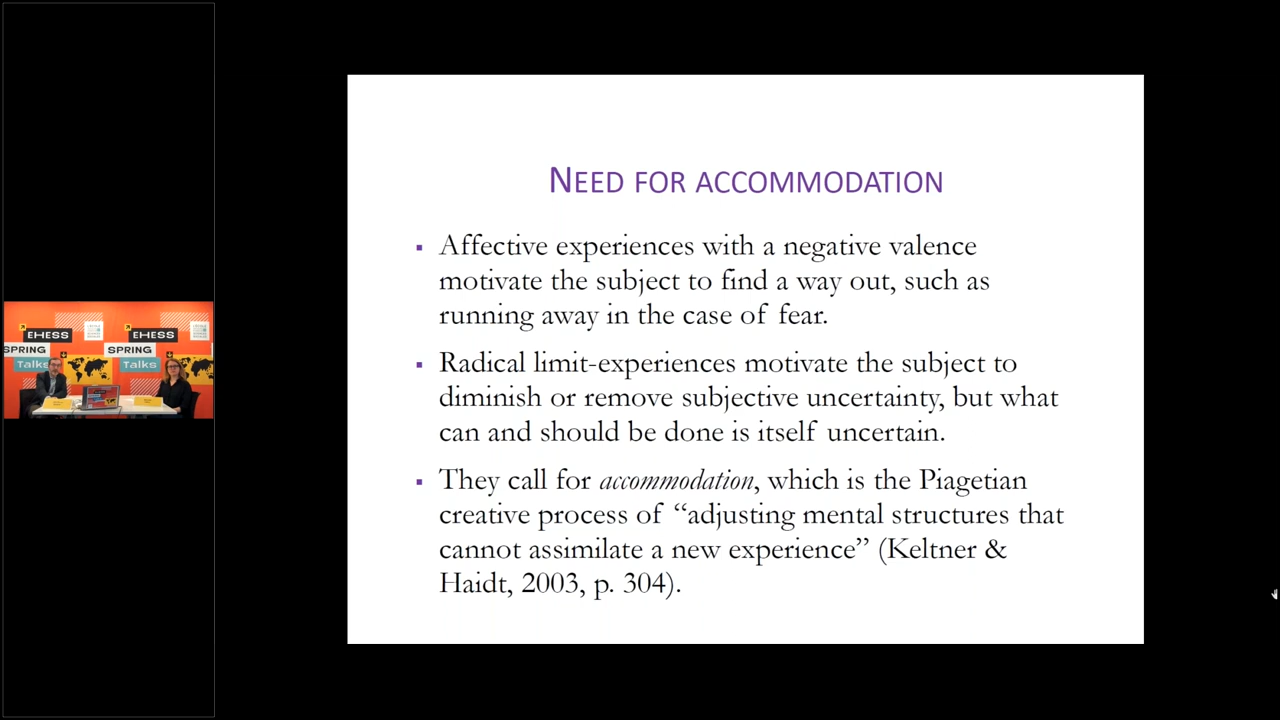 NEED FOR ACCOMMODATION
Affective experiences with a negative valence
motivate the subject to find a way out, such as
running away in the case of fear.
Radical limit-experiences motivate the subject to
diminish or remove subjective uncertainty, but what
can and should be done is itself uncertain.
They call for accommodation, which is the Piagetian
creative process of “adjusting mental structures that
cannot assimilate a new experience” (Keltner &
Haidt, 2003, p. 304).
EHESS
EHESS
SPRING
SPRING
Talks
Talks